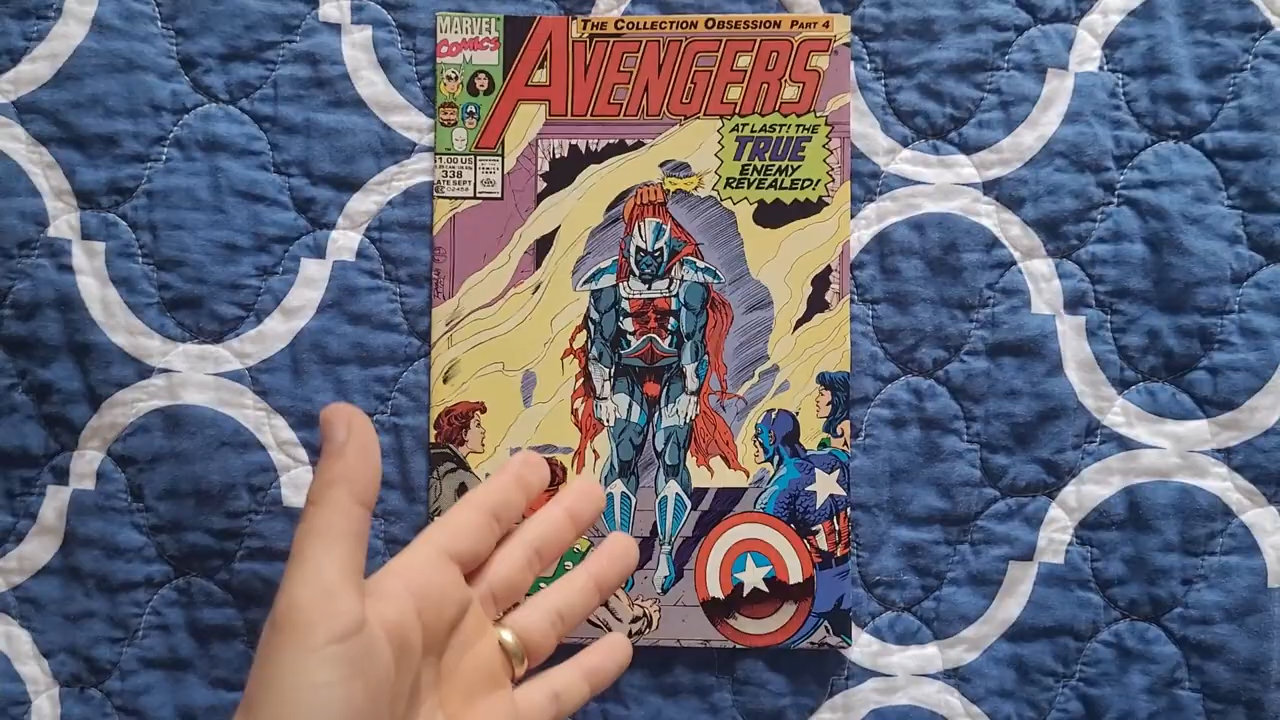 THE COLLECTION OBSESSION PART 4
MARVEL
COMICS
AVENGERS
AT LAST! THE
TRUE
ENEMY
REVEALED!
$1.00 US
338
LATE SEPT
02458